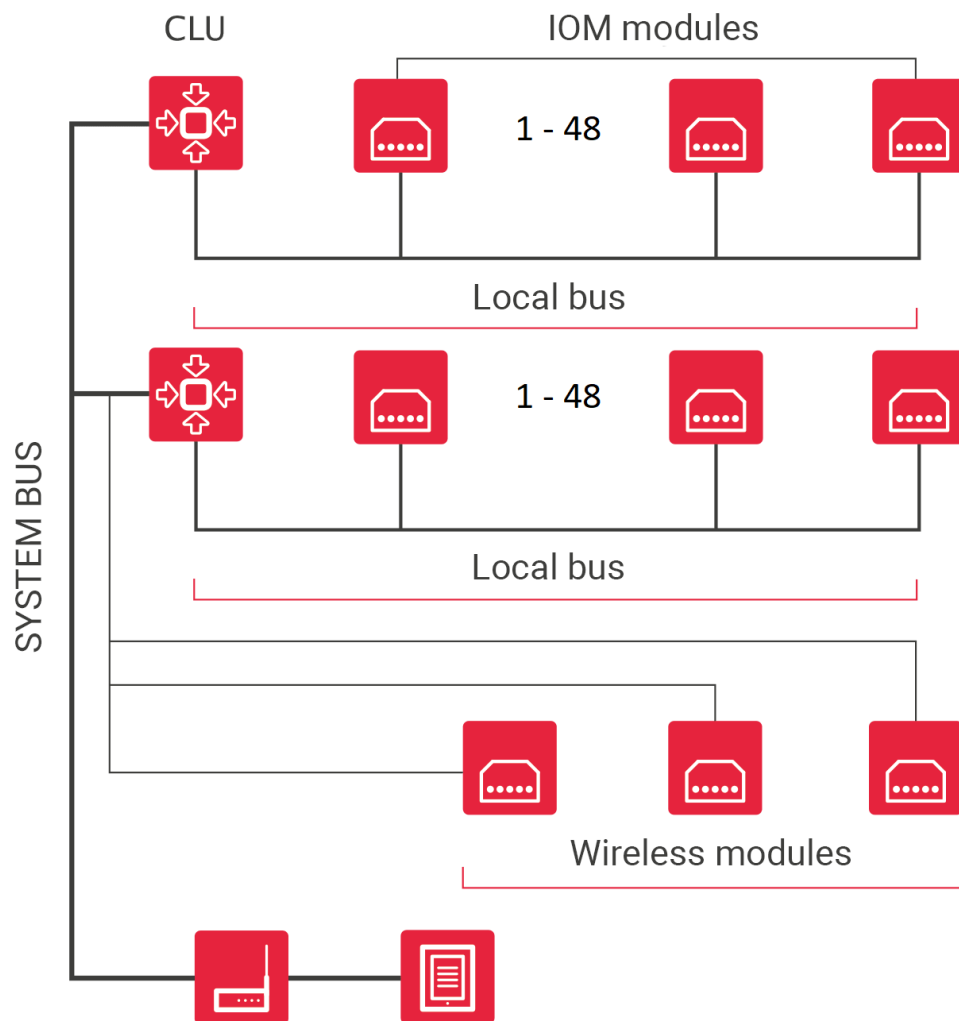 CLU
IOM modules
1 - 48
Local bus
1 - 48
Local bus
SYSTEM BUS
Wireless modules